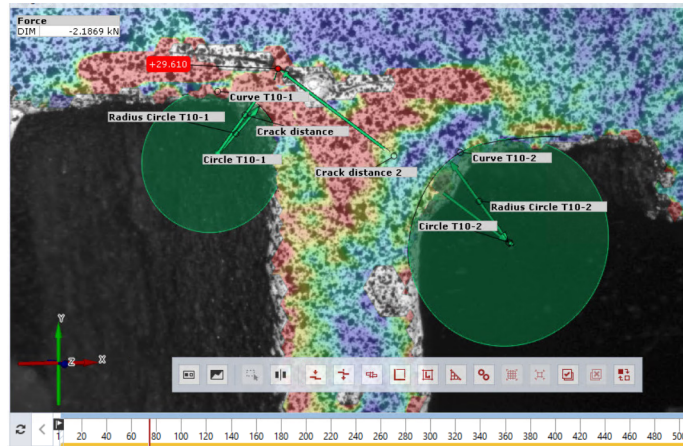 Force
DIM -2.1869 kN
+29.610
Curve T10-1
Radius Circle T10-1
Crack distance
Circle T10-1
Crack distance 2
Curve T10-2
Radius Circle T10-2
Circle T10-2
Y
Z X
1 20 40 60 80 100 120 140 160 180 200 220 240 260 280 300 320 340 360 380 400 420 440 460 480 500